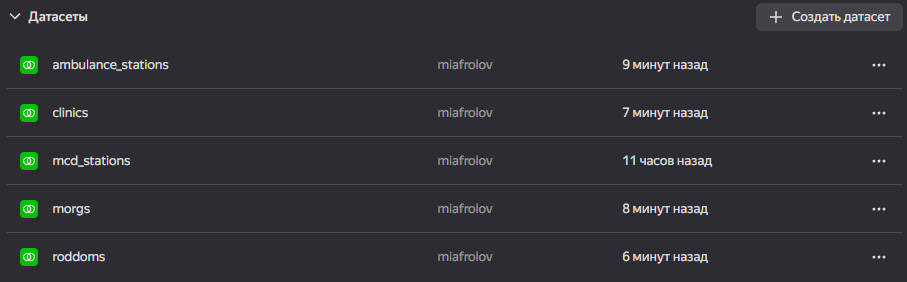 Датасеты + Создать датасет
ambulance_stations miafrolov 9 минут назад
clinics miafrolov 7 минут назад
mcd_stations miafrolov 11 часов назад
morgs miafrolov 8 минут назад
roddoms miafrolov 6 минут назад